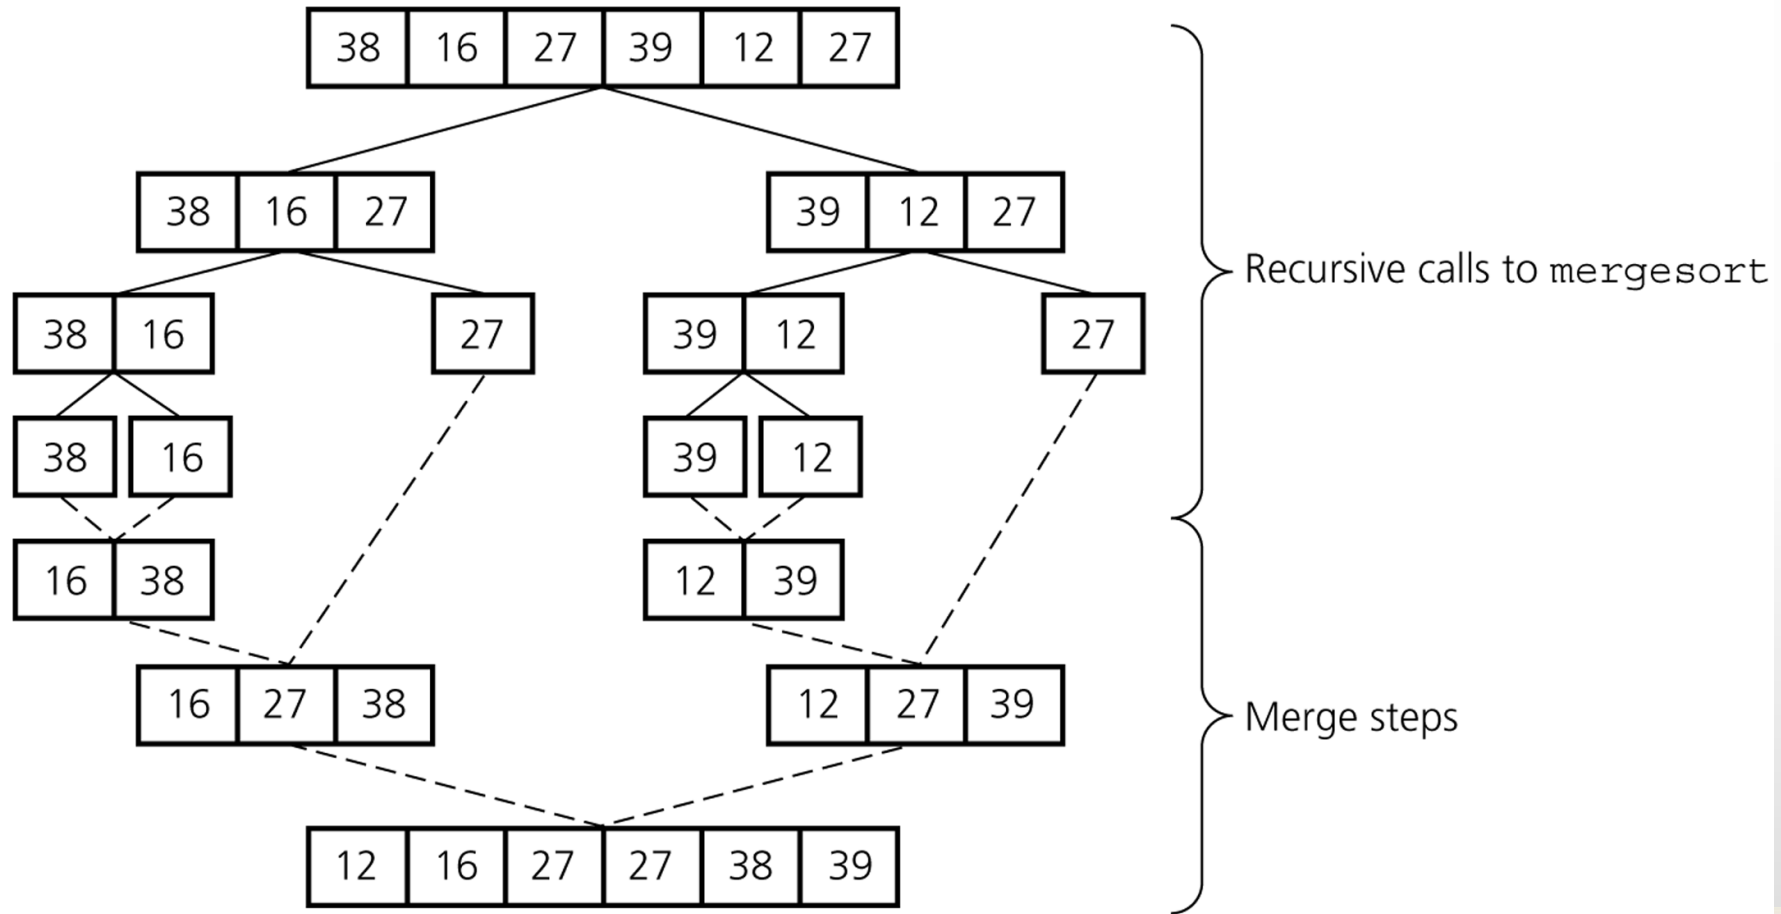 38 16 27 39 12 27
38 16 27 39 12 27
Recursive calls to mergesort
38 16 27 39 12 27
38 16 39 12
16 38 12 39
16 27 38 12 27 39
Merge steps
12 16 27 27 38 39